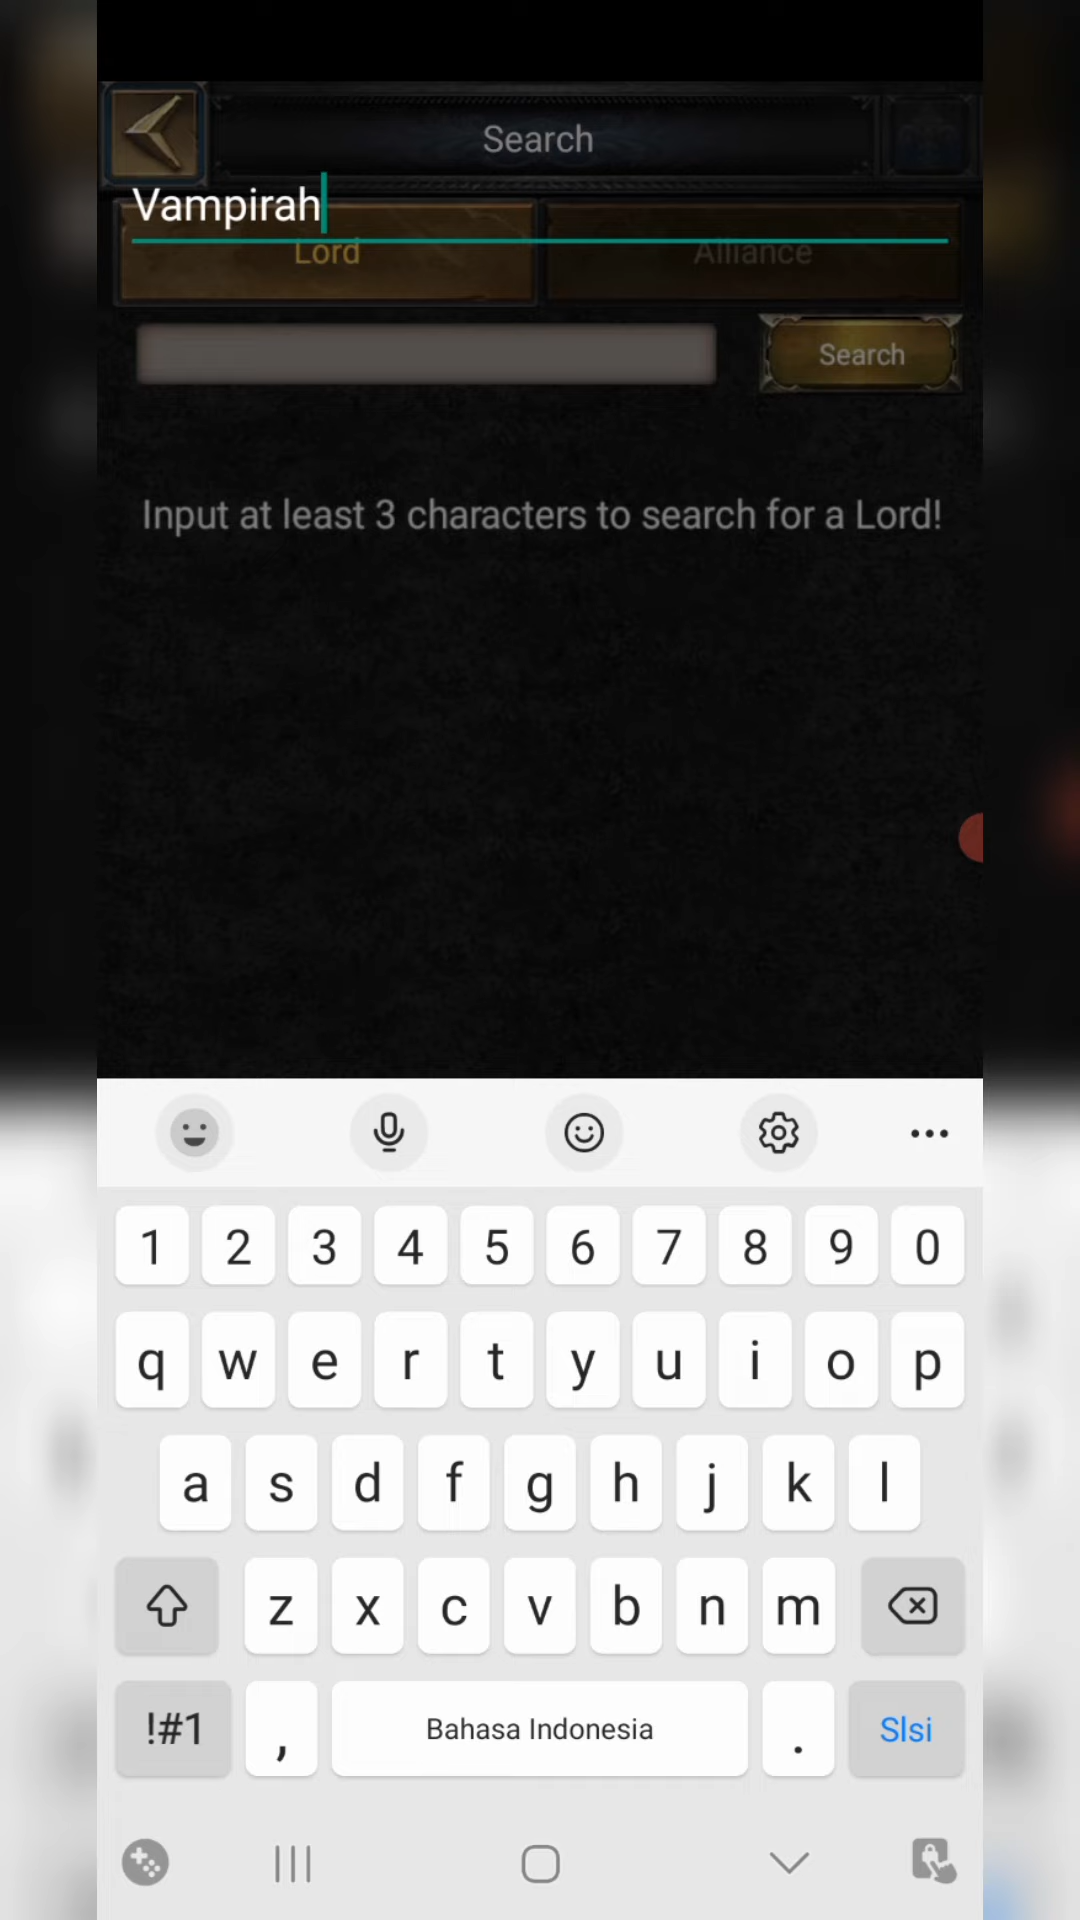 Search
Vampirah
Lord
Alliance
Search
Input at least 3 characters to search for a Lord!
1 2 3 4 5 6 7 8 9 0
q w e r t y u i o p
a s d f g h j k l
z x c v b n m
!#1 , Bahasa Indonesia . Slsi